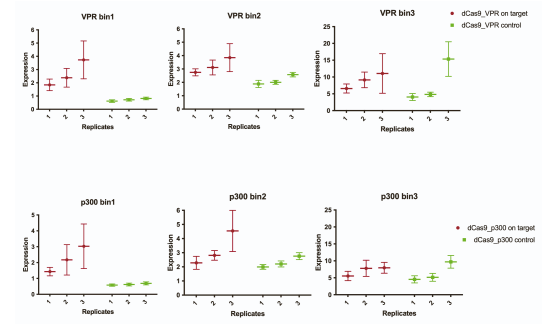 VPR bin1
Expression
6
5
4
3
2
1
0
1 2 3 1 2 3
Replicates
VPR bin2
Expression
6
5
4
3
2
1
0
1 2 3 1 2 3
Replicates
VPR bin3
Expression
25
20
15
10
5
0
1 2 3 1 2 3
Replicates
dCas9_VPR on target
dCas9_VPR control
p300 bin1
Expression
5
4
3
2
1
0
1 2 3 1 2 3
Replicates
p300 bin2
Expression
6
5
4
3
2
1
0
1 2 3 1 2 3
Replicates
p300 bin3
Expression
25
20
15
10
5
0
1 2 3 1 2 3
Replicates
dCas9_p300 on target
dCas9_p300 control